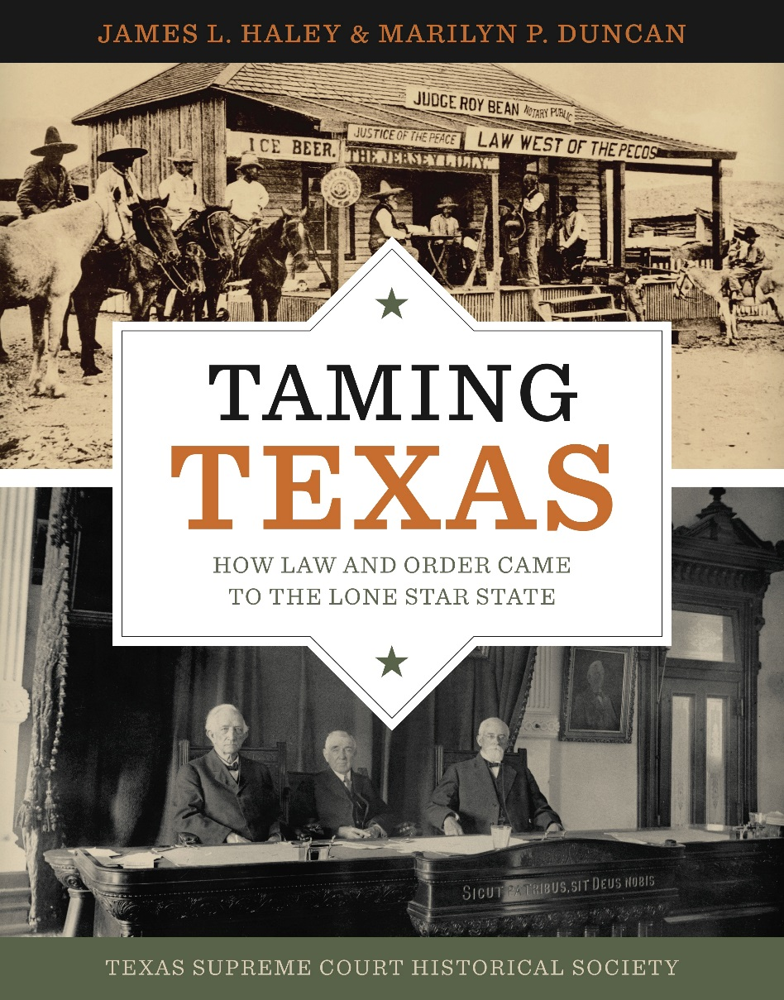 JAMES L. HALEY & MARILYN P. DUNCAN
JUDGE ROY BEAN NOTARY PUBLIC
JUSTICE OF THE PEACE
LAW WEST OF THE PECOS
ICE BEER.
THE JERSEY LILLY.
TAMING
TEXAS
HOW LAW AND ORDER CAME
TO THE LONE STAR STATE
SICUT PATRIBUS, SIT DEUS NOBIS
TEXAS SUPREME COURT HISTORICAL SOCIETY